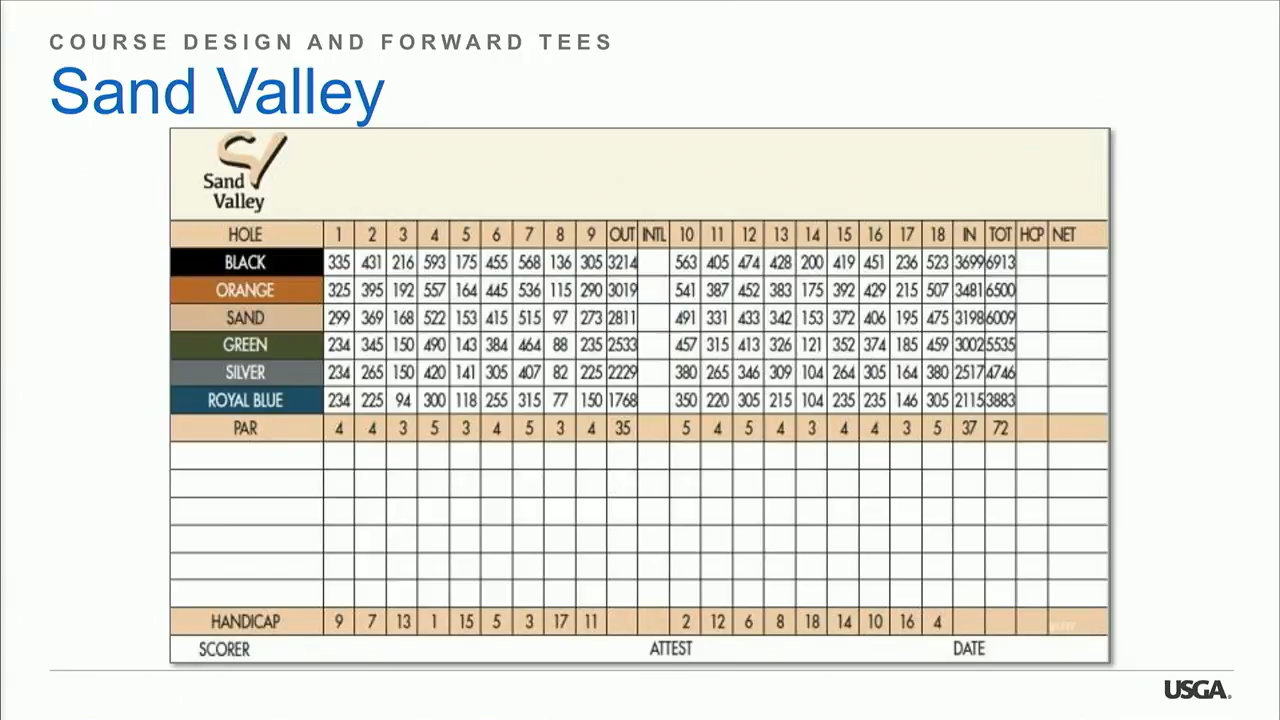 COURSE DESIGN AND FORWARD TEES
Sand Valley
Sand
Valley
HOLE 1 2 3 4 5 6 7 8 9 OUT INTL 10 11 12 13 14 15 16 17 18 IN TOT HCP NET
BLACK 335 431 216 593 175 455 568 136 305 3214 563 405 474 428 200 419 451 236 523 3699 6913
ORANGE 325 395 192 557 164 445 536 115 290 3019 541 387 452 383 175 392 429 215 507 3481 6500
SAND 299 369 168 522 153 415 515 97 273 2811 491 331 433 342 153 372 406 195 475 3198 6009
GREEN 234 345 150 490 143 384 464 88 235 2533 457 315 413 326 121 352 374 185 459 3002 5535
SILVER 234 265 150 420 141 305 407 82 225 2229 380 265 346 309 104 264 305 164 380 2517 4746
ROYAL BLUE 234 225 94 300 118 255 315 77 150 1768 350 220 305 215 104 235 235 146 305 2115 3883
PAR 4 4 3 5 3 4 5 3 4 35 5 4 5 4 3 4 4 3 5 37 72
HANDICAP 9 7 13 1 15 5 3 17 11 2 12 6 8 18 14 10 16 4
SCORER ATTEST DATE
USGA.